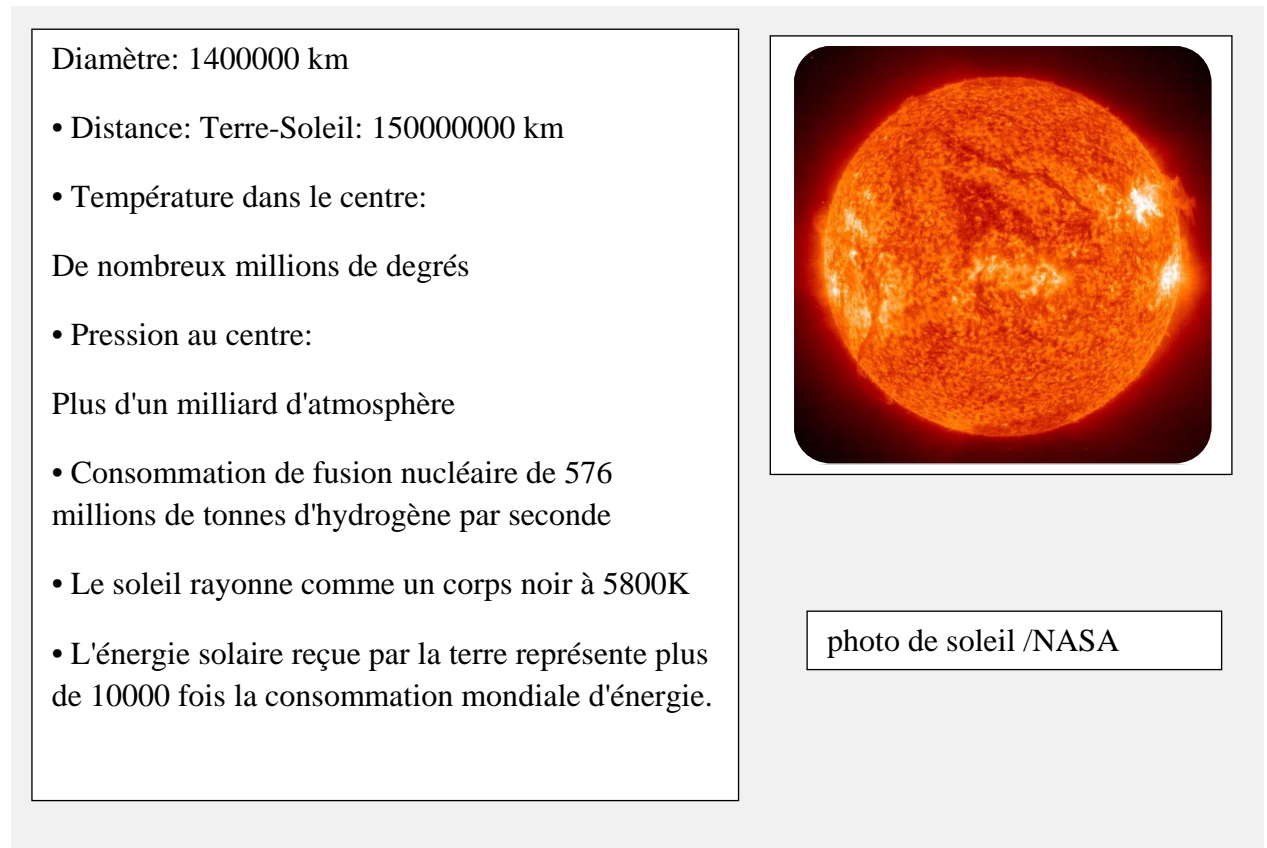 Diamètre: 1400000 km
• Distance: Terre-Soleil: 150000000 km
• Température dans le centre:
De nombreux millions de degrés
• Pression au centre:
Plus d'un milliard d'atmosphère
• Consommation de fusion nucléaire de 576
millions de tonnes d'hydrogène par seconde
• Le soleil rayonne comme un corps noir à 5800K
• L'énergie solaire reçue par la terre représente plus
de 10000 fois la consommation mondiale d'énergie.
photo de soleil /NASA